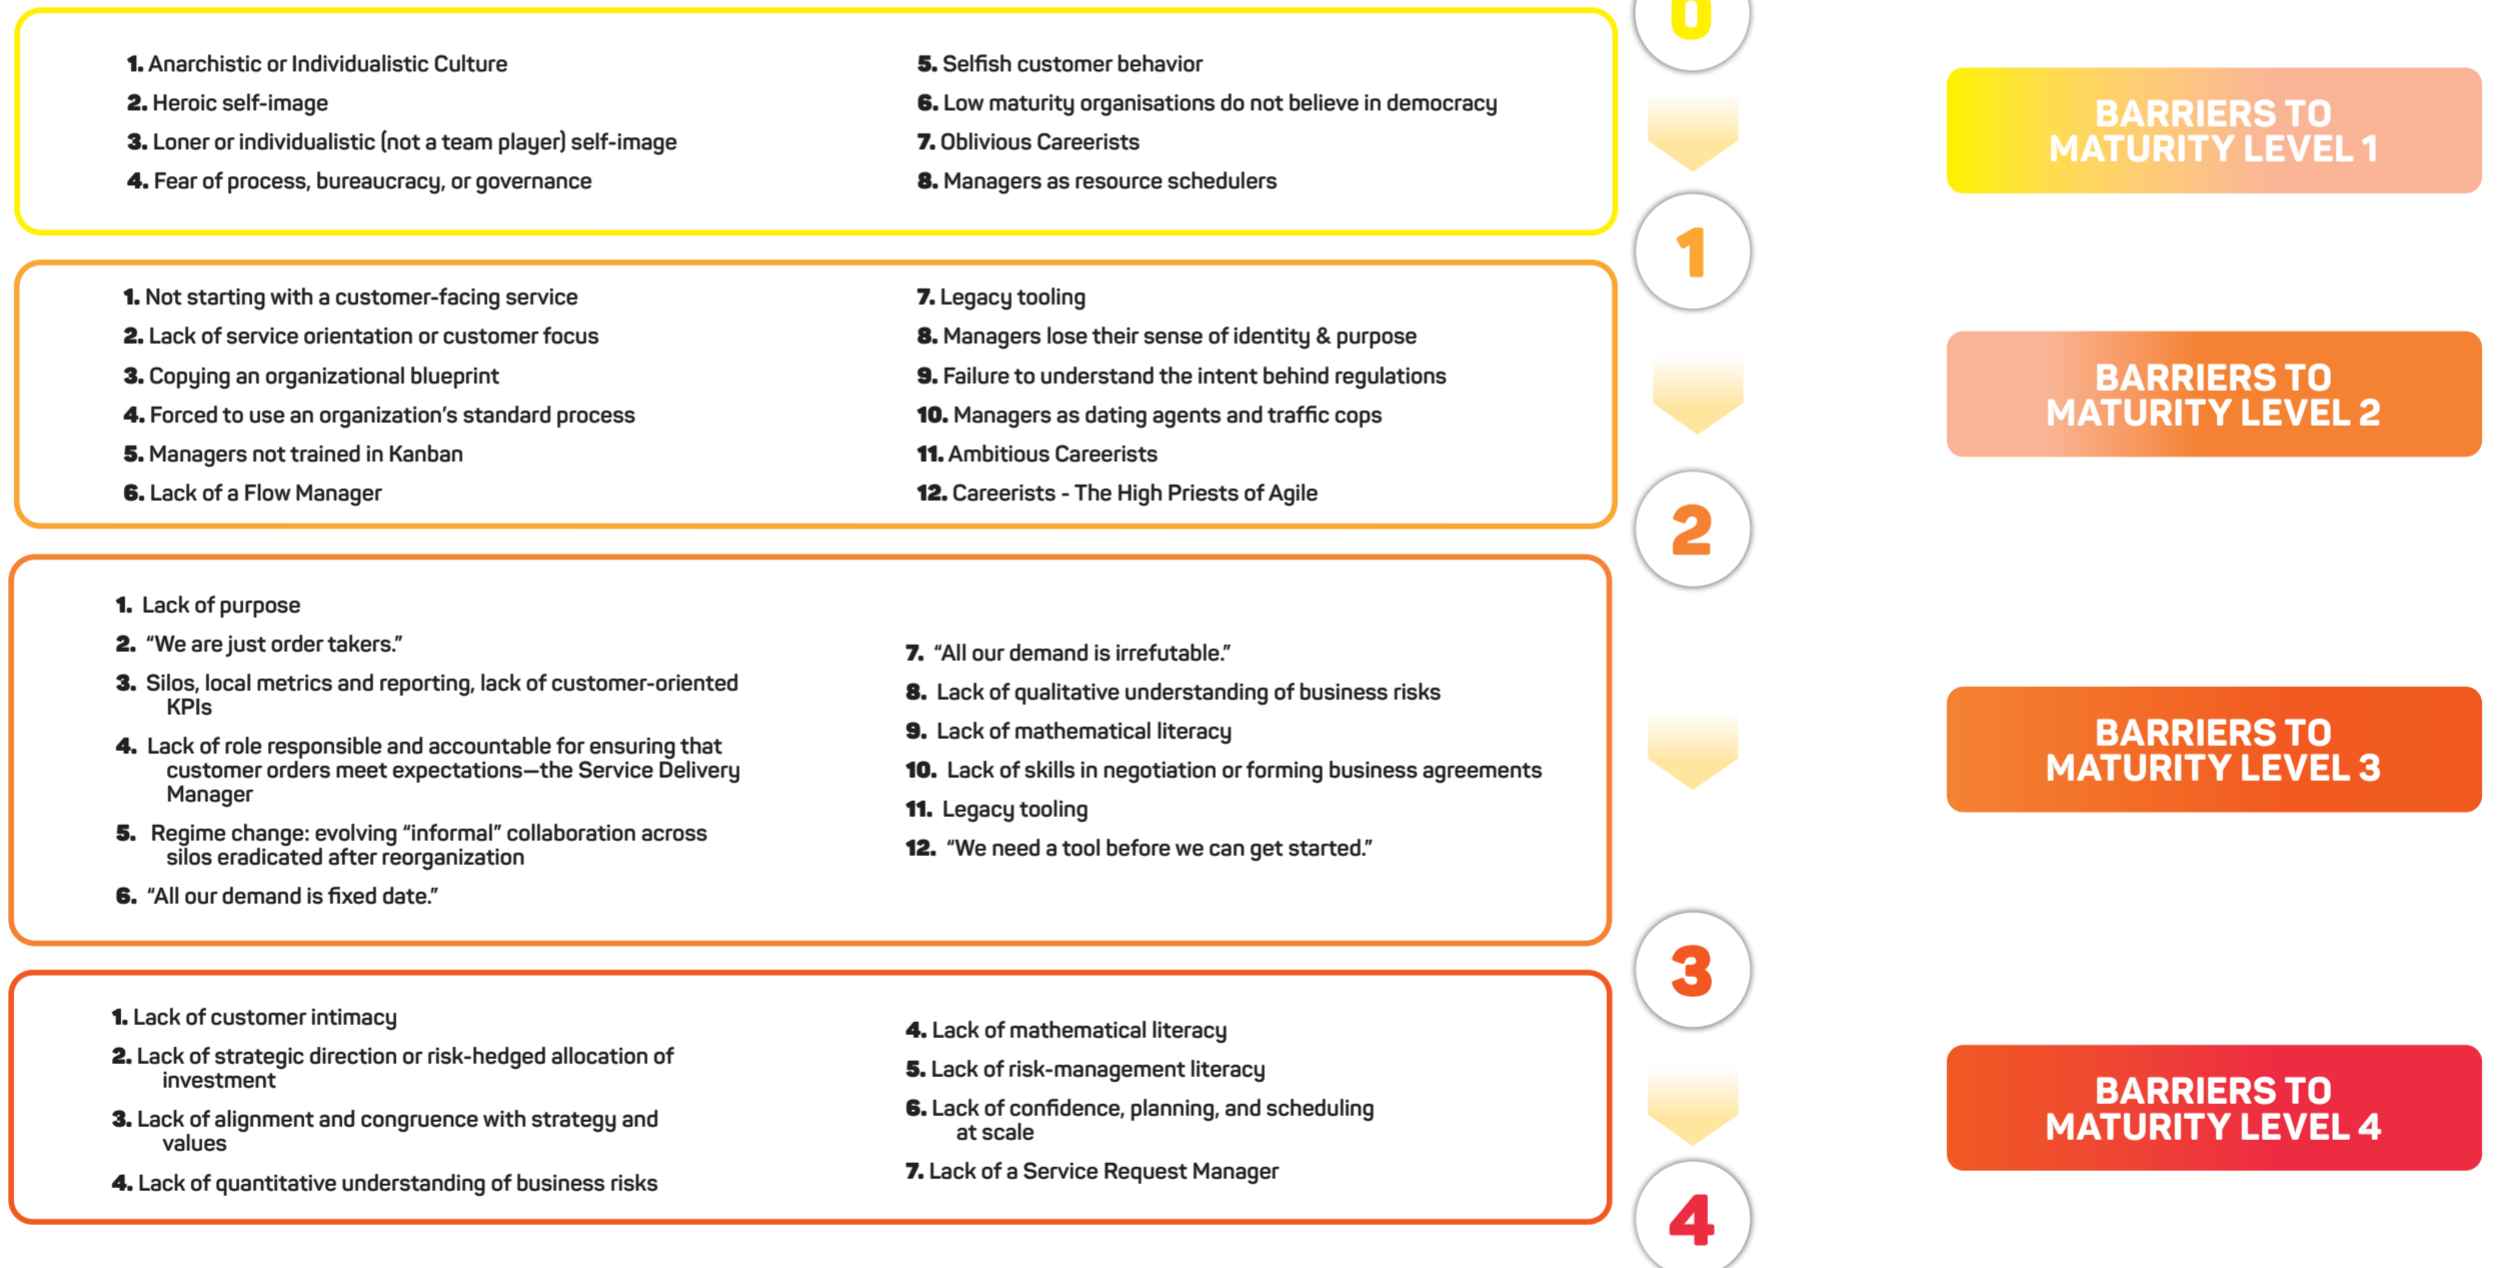 0
1. Anarchistic or Individualistic Culture
2. Heroic self-image
3. Loner or individualistic (not a team player) self-image
4. Fear of process, bureaucracy, or governance
5. Selfish customer behavior
6. Low maturity organisations do not believe in democracy
7. Oblivious Careerists
8. Managers as resource schedulers
BARRIERS TO
MATURITY LEVEL 1
1
1. Not starting with a customer-facing service
2. Lack of service orientation or customer focus
3. Copying an organizational blueprint
4. Forced to use an organization's standard process
5. Managers not trained in Kanban
6. Lack of a Flow Manager
7. Legacy tooling
8. Managers lose their sense of identity & purpose
9. Failure to understand the intent behind regulations
10. Managers as dating agents and traffic cops
11. Ambitious Careerists
12. Careerists - The High Priests of Agile
BARRIERS TO
MATURITY LEVEL 2
2
1. Lack of purpose
2. “We are just order takers.”
3. Silos, local metrics and reporting, lack of customer-oriented
KPIs
4. Lack of role responsible and accountable for ensuring that
customer orders meet expectations—the Service Delivery
Manager
5. Regime change: evolving “informal” collaboration across
silos eradicated after reorganization
6. “All our demand is fixed date.”
7. “All our demand is irrefutable.”
8. Lack of qualitative understanding of business risks
9. Lack of mathematical literacy
10. Lack of skills in negotiation or forming business agreements
11. Legacy tooling
12. “We need a tool before we can get started.”
BARRIERS TO
MATURITY LEVEL 3
3
1. Lack of customer intimacy
2. Lack of strategic direction or risk-hedged allocation of
investment
3. Lack of alignment and congruence with strategy and
values
4. Lack of quantitative understanding of business risks
4. Lack of mathematical literacy
5. Lack of risk-management literacy
6. Lack of confidence, planning, and scheduling
at scale
7. Lack of a Service Request Manager
BARRIERS TO
MATURITY LEVEL 4
4